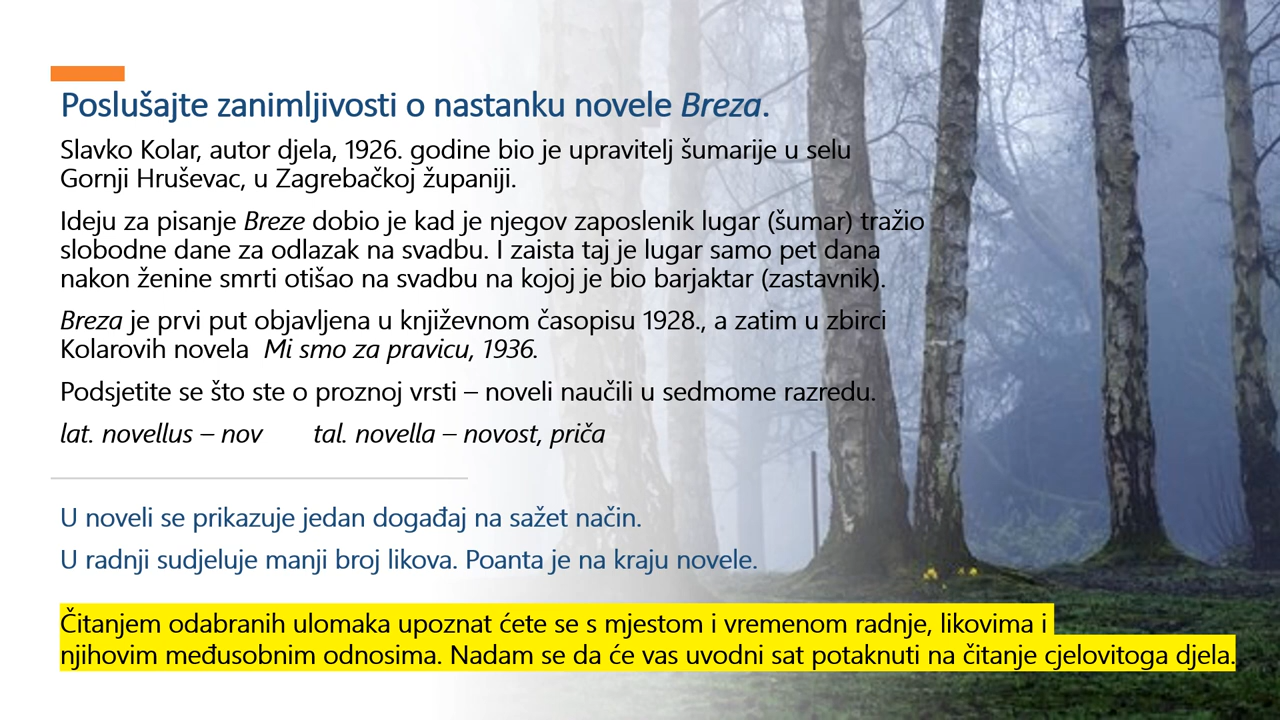 Poslušajte zanimljivosti o nastanku novele Breza.
Slavko Kolar, autor djela, 1926. godine bio je upravitelj šumarije u selu
Gornji Hruševac, u Zagrebačkoj županiji.
Ideju za pisanje Breze dobio je kad je njegov zaposlenik lugar (šumar) tražio
slobodne dane za odlazak na svadbu. I zaista taj je lugar samo pet dana
nakon ženine smrti otišao na svadbu na kojoj je bio barjaktar (zastavnik).
Breza je prvi put objavljena u književnom časopisu 1928., a zatim u zbirci
Kolarovih novela Mi smo za pravicu, 1936.
Podsjetite se što ste o proznoj vrsti – noveli naučili u sedmome razredu.
lat. novellus – nov tal. novella – novost, priča
U noveli se prikazuje jedan događaj na sažet način.
U radnji sudjeluje manji broj likova. Poanta je na kraju novele.
Čitanjem odabranih ulomaka upoznat ćete se s mjestom i vremenom radnje, likovima i
njihovim međusobnim odnosima. Nadam se da će vas uvodni sat potaknuti na čitanje cjelovitoga djela.